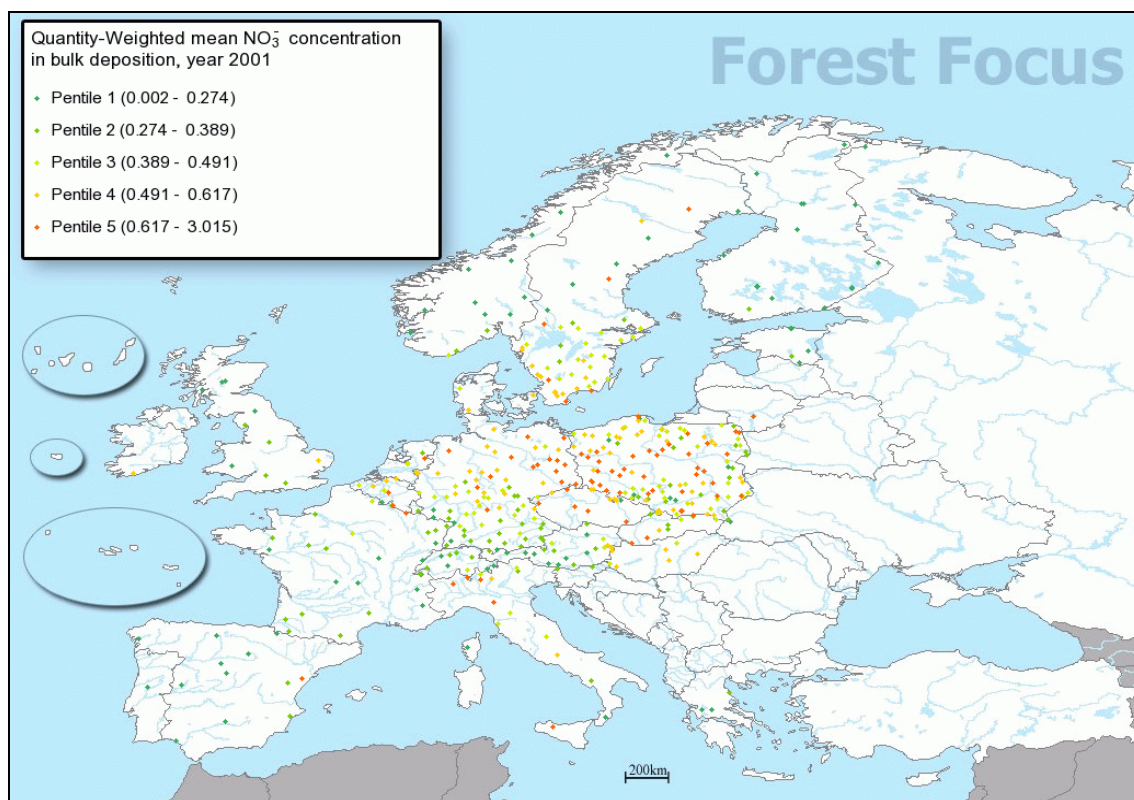 Quantity-Weighted mean NO₃⁻ concentration
in bulk deposition, year 2001
Pentile 1 (0.002 - 0.274)
Pentile 2 (0.274 - 0.389)
Pentile 3 (0.389 - 0.491)
Pentile 4 (0.491 - 0.617)
Pentile 5 (0.617 - 3.015)
Forest Focus
200km